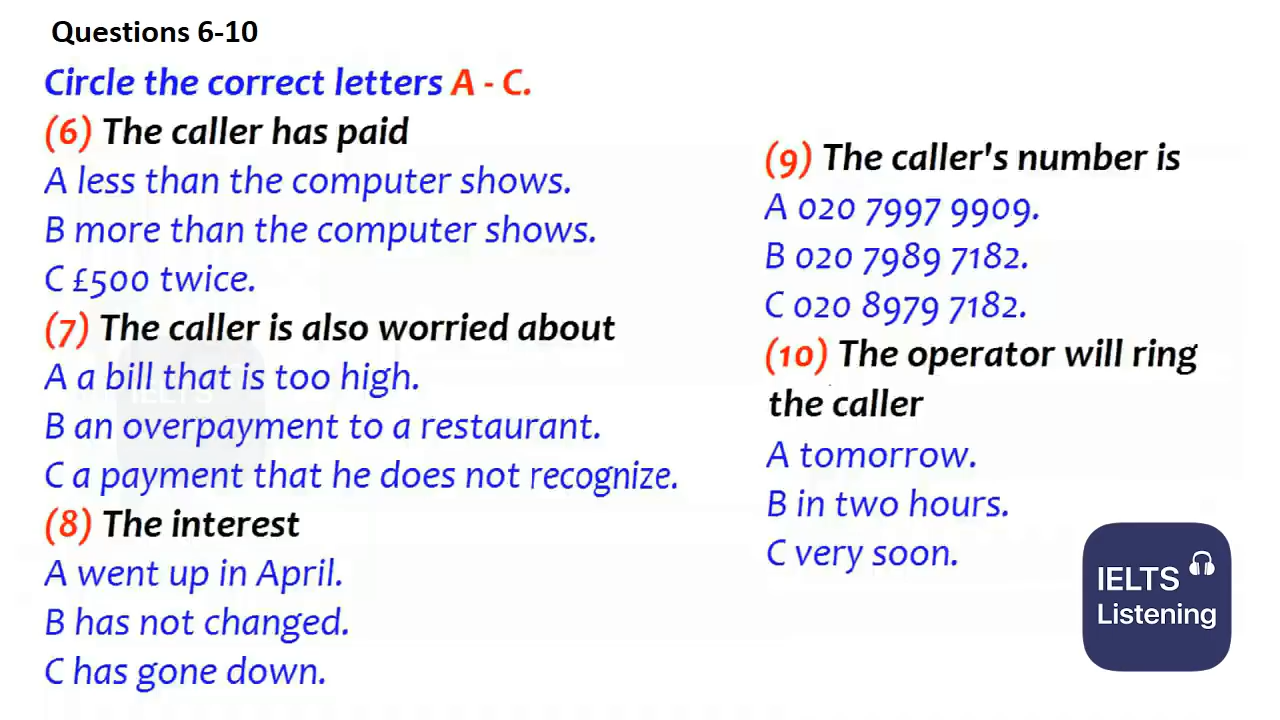 Questions 6-10
Circle the correct letters A - C.
(6) The caller has paid
A less than the computer shows.
B more than the computer shows.
C £500 twice.
(7) The caller is also worried about
A a bill that is too high.
B an overpayment to a restaurant.
C a payment that he does not recognize.
(8) The interest
A went up in April.
B has not changed.
C has gone down.
(9) The caller's number is
A 020 7997 9909.
B 020 7989 7182.
C 020 8979 7182.
(10) The operator will ring
the caller
A tomorrow.
B in two hours.
C very soon.
IELTS
Listening
IELTS